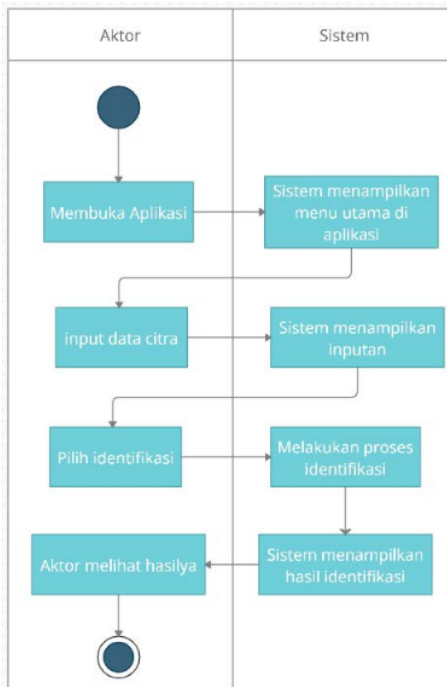 Aktor
Sistem
Membuka Aplikasi
Sistem menampilkan
menu utama di
aplikasi
input data citra
Sistem menampilkan
inputan
Pilih identifikasi
Melakukan proses
identifikasi
Aktor melihat hasilya
Sistem menampilkan
hasil identifikasi